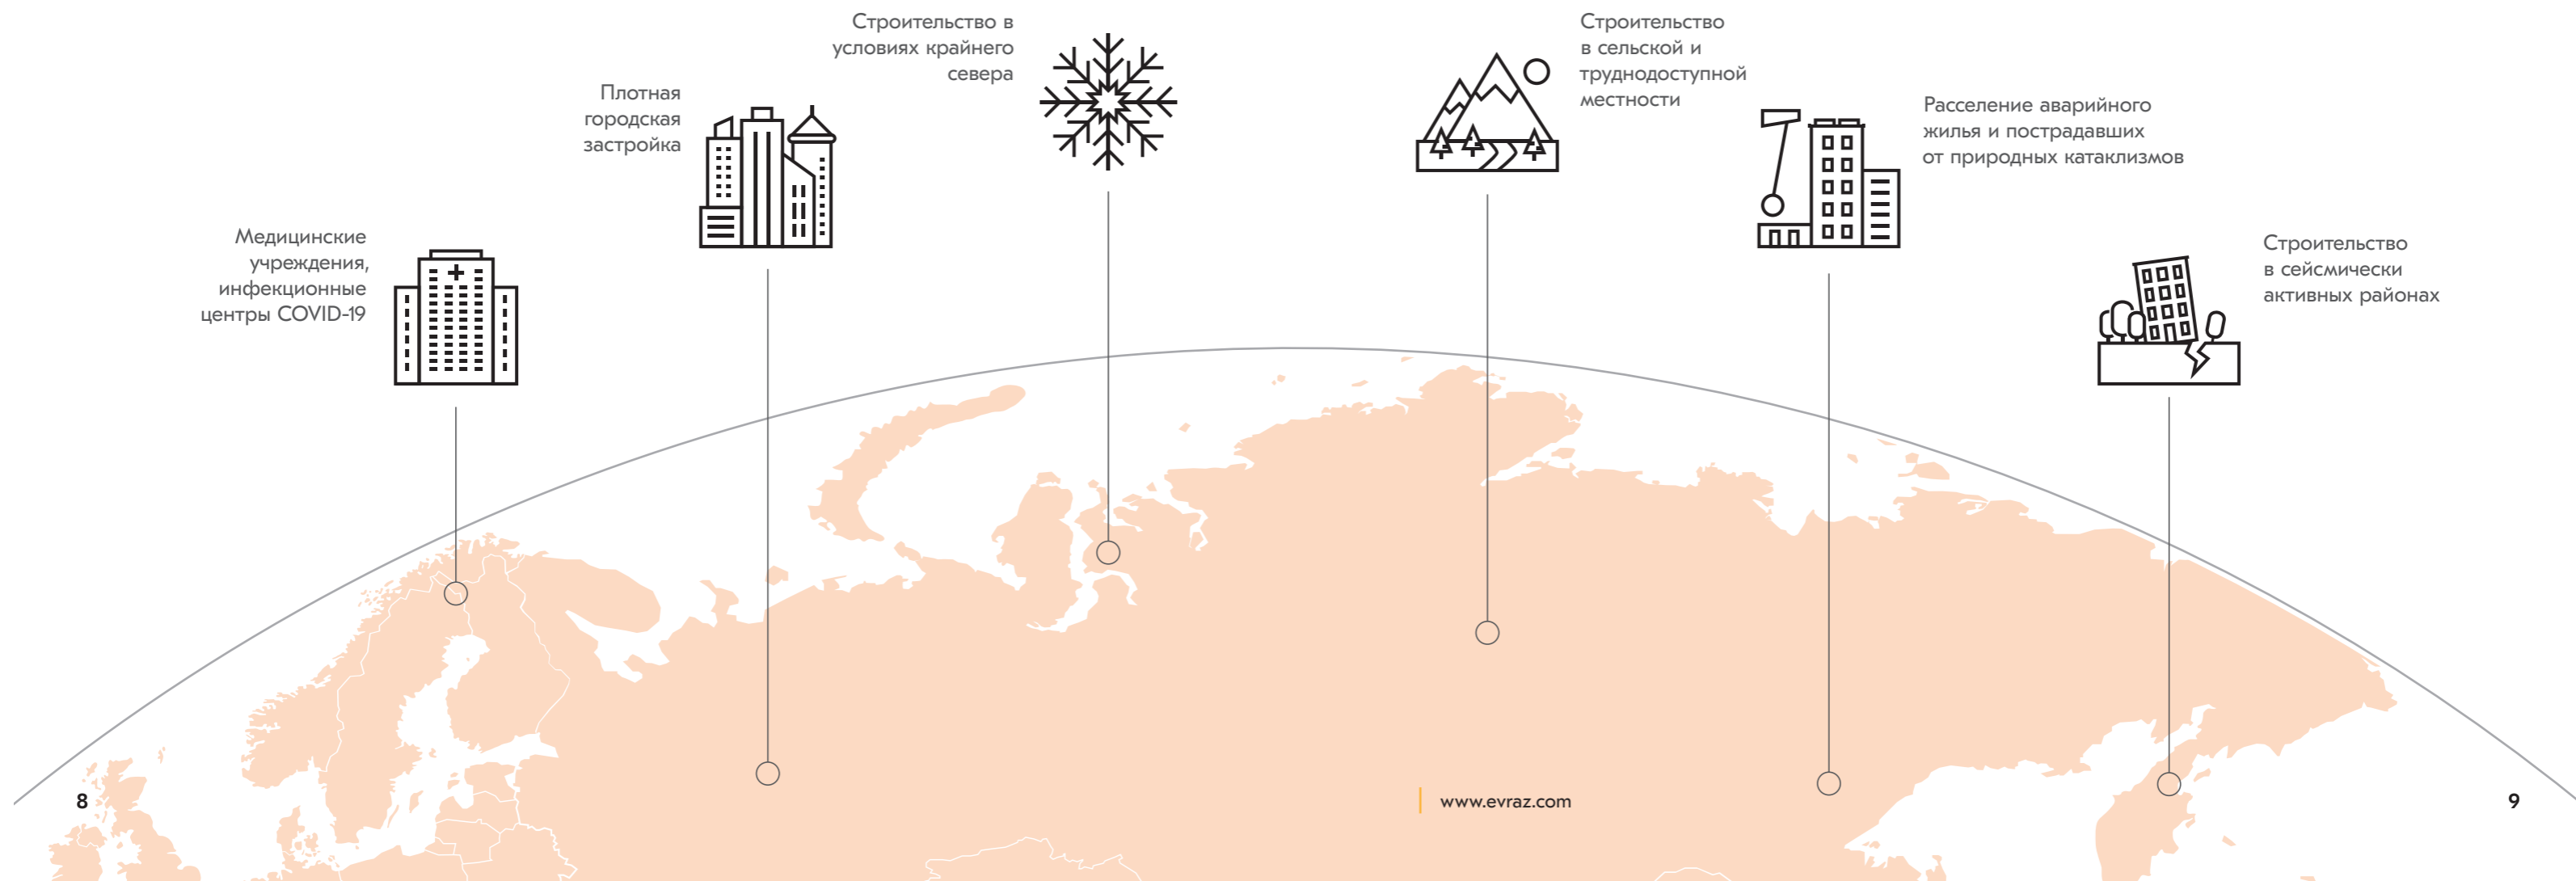 Медицинские
учреждения,
инфекционные
центры COVID-19
Плотная
городская
застройка
Строительство в
условиях крайнего
севера
Строительство
в сельской и
труднодоступной
местности
Расселение аварийного
жилья и пострадавших
от природных катаклизмов
Строительство
в сейсмически
активных районах
8
www.evraz.com
9